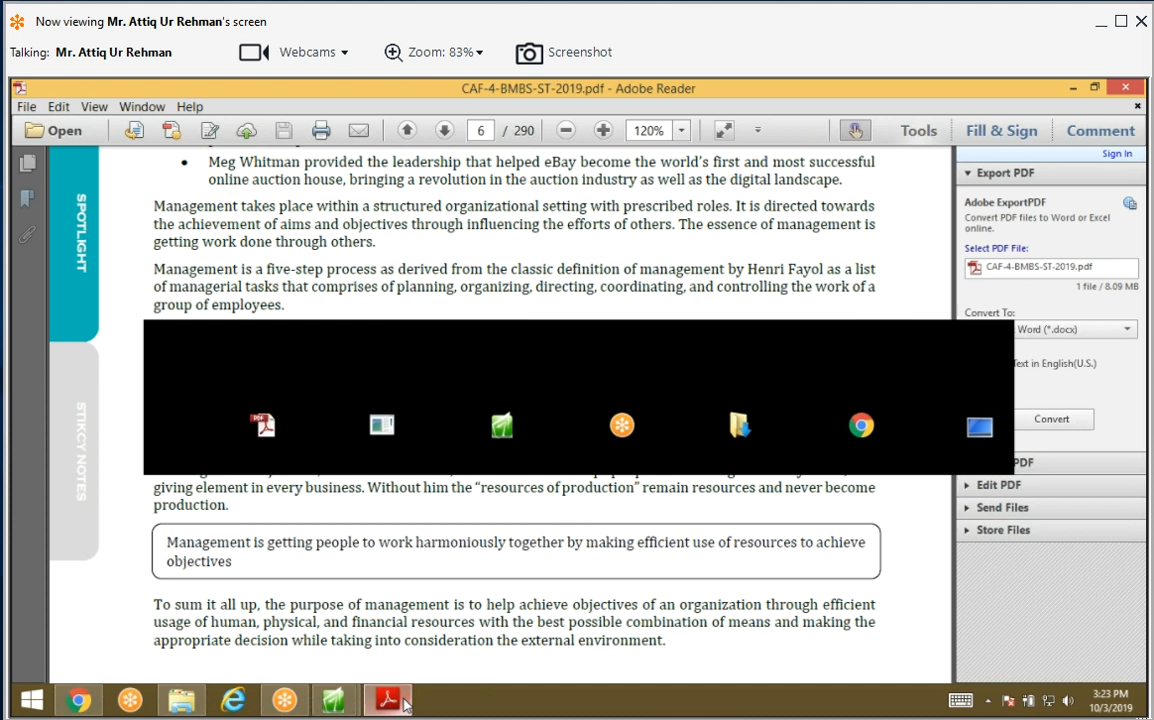 Now viewing Mr. Attiq Ur Rehman's screen
Talking: Mr. Attiq Ur Rehman
Webcams
Zoom: 83%
Screenshot
CAF-4-BMBS-ST-2019.pdf - Adobe Reader
File Edit View Window Help
Open
6 / 290
120%
Tools
Fill & Sign
Comment
Sign In
SPOTLIGHT
STIKCY NOTES
• Meg Whitman provided the leadership that helped eBay become the world's first and most successful
online auction house, bringing a revolution in the auction industry as well as the digital landscape.
Management takes place within a structured organizational setting with prescribed roles. It is directed towards
the achievement of aims and objectives through influencing the efforts of others. The essence of management is
getting work done through others.
Management is a five-step process as derived from the classic definition of management by Henri Fayol as a list
of managerial tasks that comprises of planning, organizing, directing, coordinating, and controlling the work of a
group of employees.
giving element in every business. Without him the "resources of production" remain resources and never become
production.
Management is getting people to work harmoniously together by making efficient use of resources to achieve
objectives
To sum it all up, the purpose of management is to help achieve objectives of an organization through efficient
usage of human, physical, and financial resources with the best possible combination of means and making the
appropriate decision while taking into consideration the external environment.
Export PDF
Adobe ExportPDF
Convert PDF files to Word or Excel
online.
Select PDF File:
CAF-4-BMBS-ST-2019.pdf
1 file / 8.09 MB
Convert To:
Word (*.docx)
Text in English(U.S.)
Convert
PDF
Edit PDF
Send Files
Store Files
3:23 PM
10/3/2019